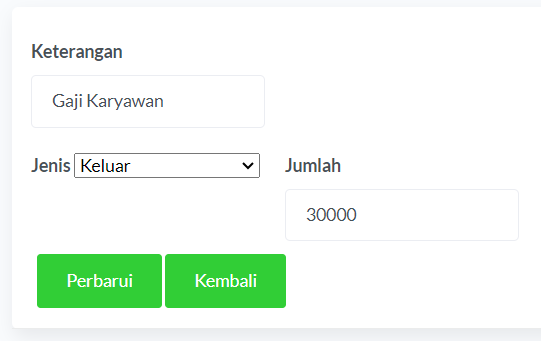 Keterangan
Gaji Karyawan
Jenis Keluar Jumlah
30000
Perbarui Kembali